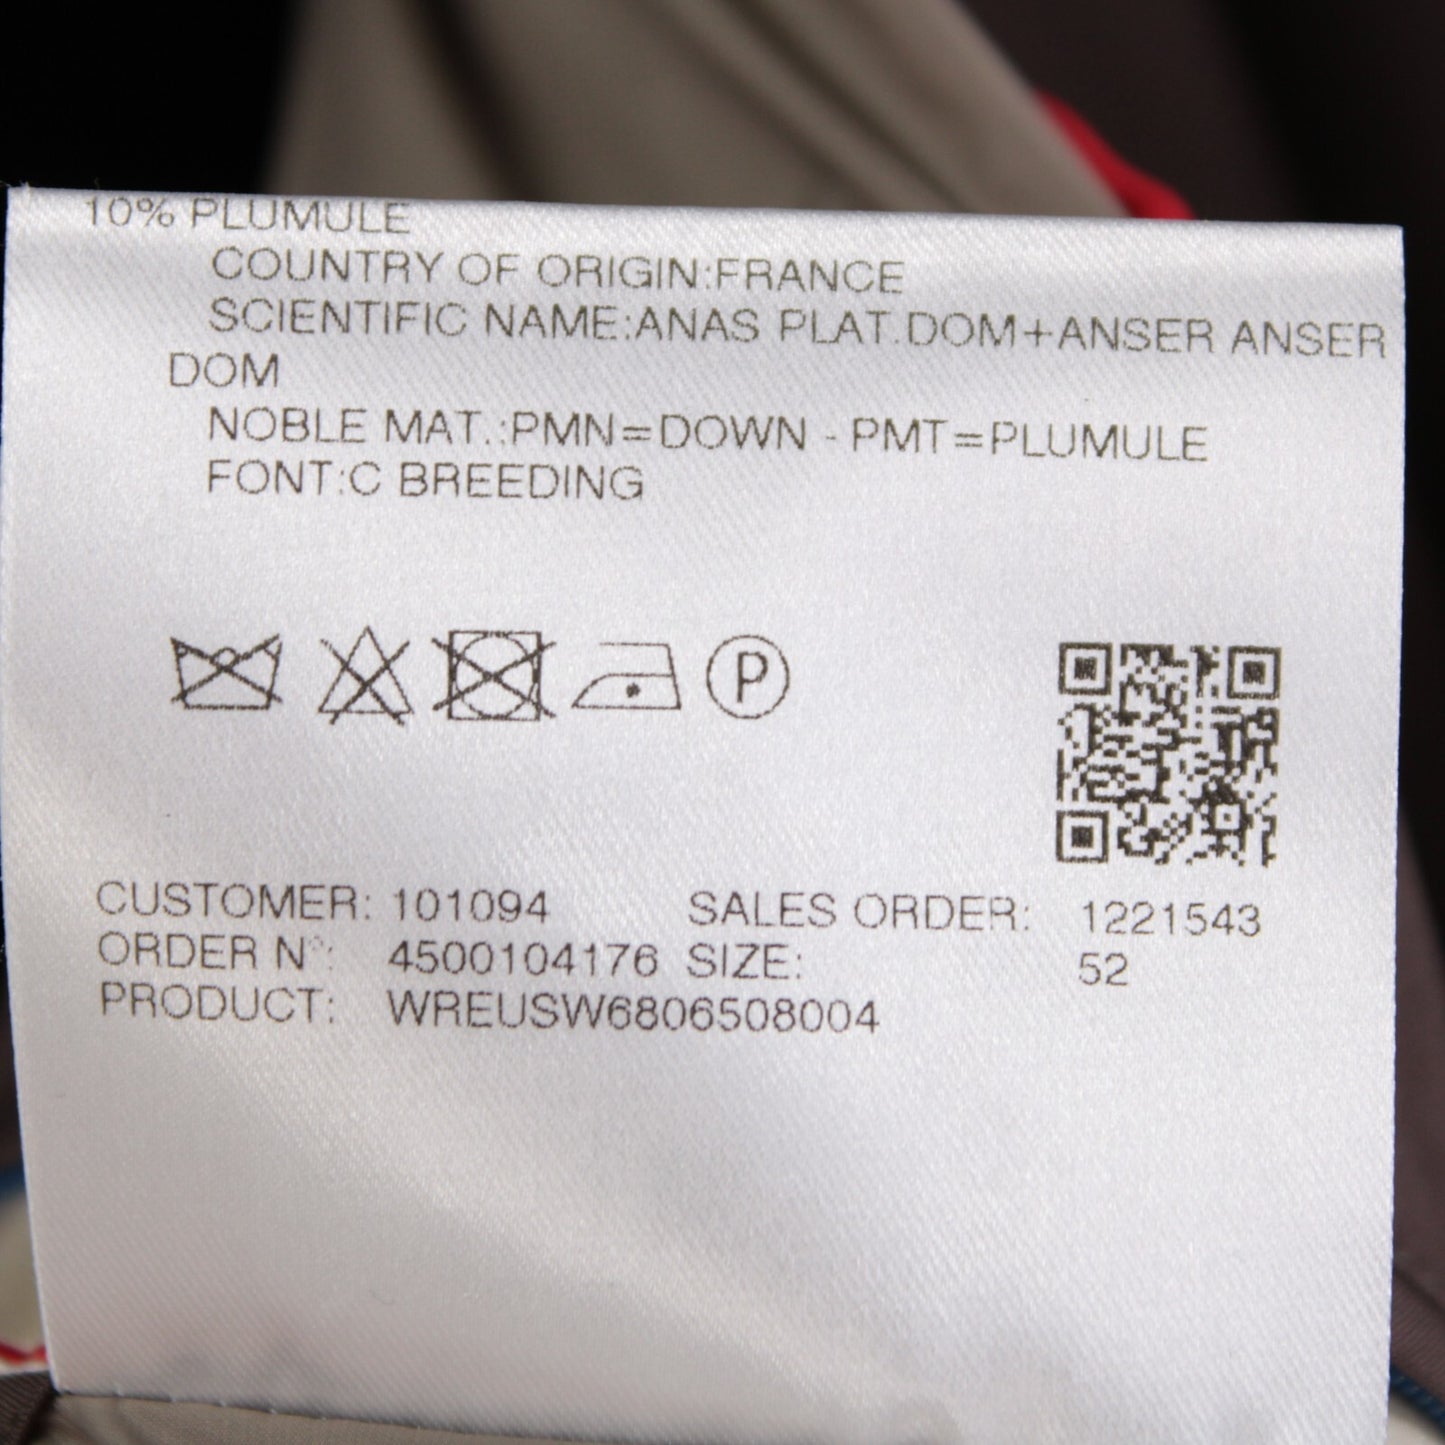 10% PLUMULE
COUNTRY OF ORIGIN:FRANCE
SCIENTIFIC NAME:ANAS PLAT.DOM+ANSER ANSER
DOM
NOBLE MAT.:PMN=DOWN - PMT=PLUMULE
FONT:C BREEDING
P
CUSTOMER: 101094 SALES ORDER: 1221543
ORDER N°: 4500104176 SIZE: 52
PRODUCT: WREUSW6806508004